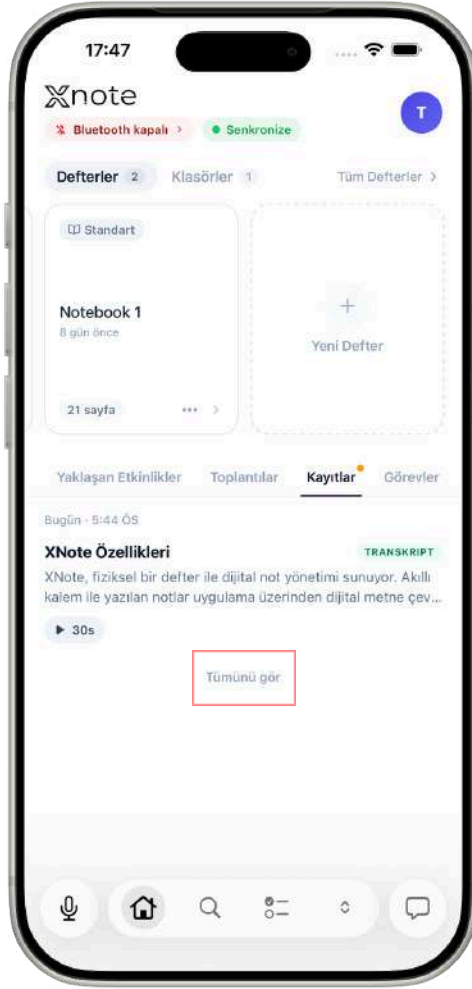 17:47
Xnote
T
Bluetooth kapalı >
Senkronize
Defterler 2
Klasörler 1
Tüm Defterler >
Standart
Notebook 1
8 gün önce
21 sayfa
+
Yeni Defter
Yaklaşan Etkinlikler
Toplantılar
Kayıtlar
Görevler
Bugün · 5:44 ÖS
XNote Özellikleri
TRANSKRIPT
XNote, fiziksel bir defter ile dijital not yönetimi sunuyor. Akıllı
kalem ile yazılan notlar uygulama üzerinden dijital metne çev...
30s
Tümünü gör